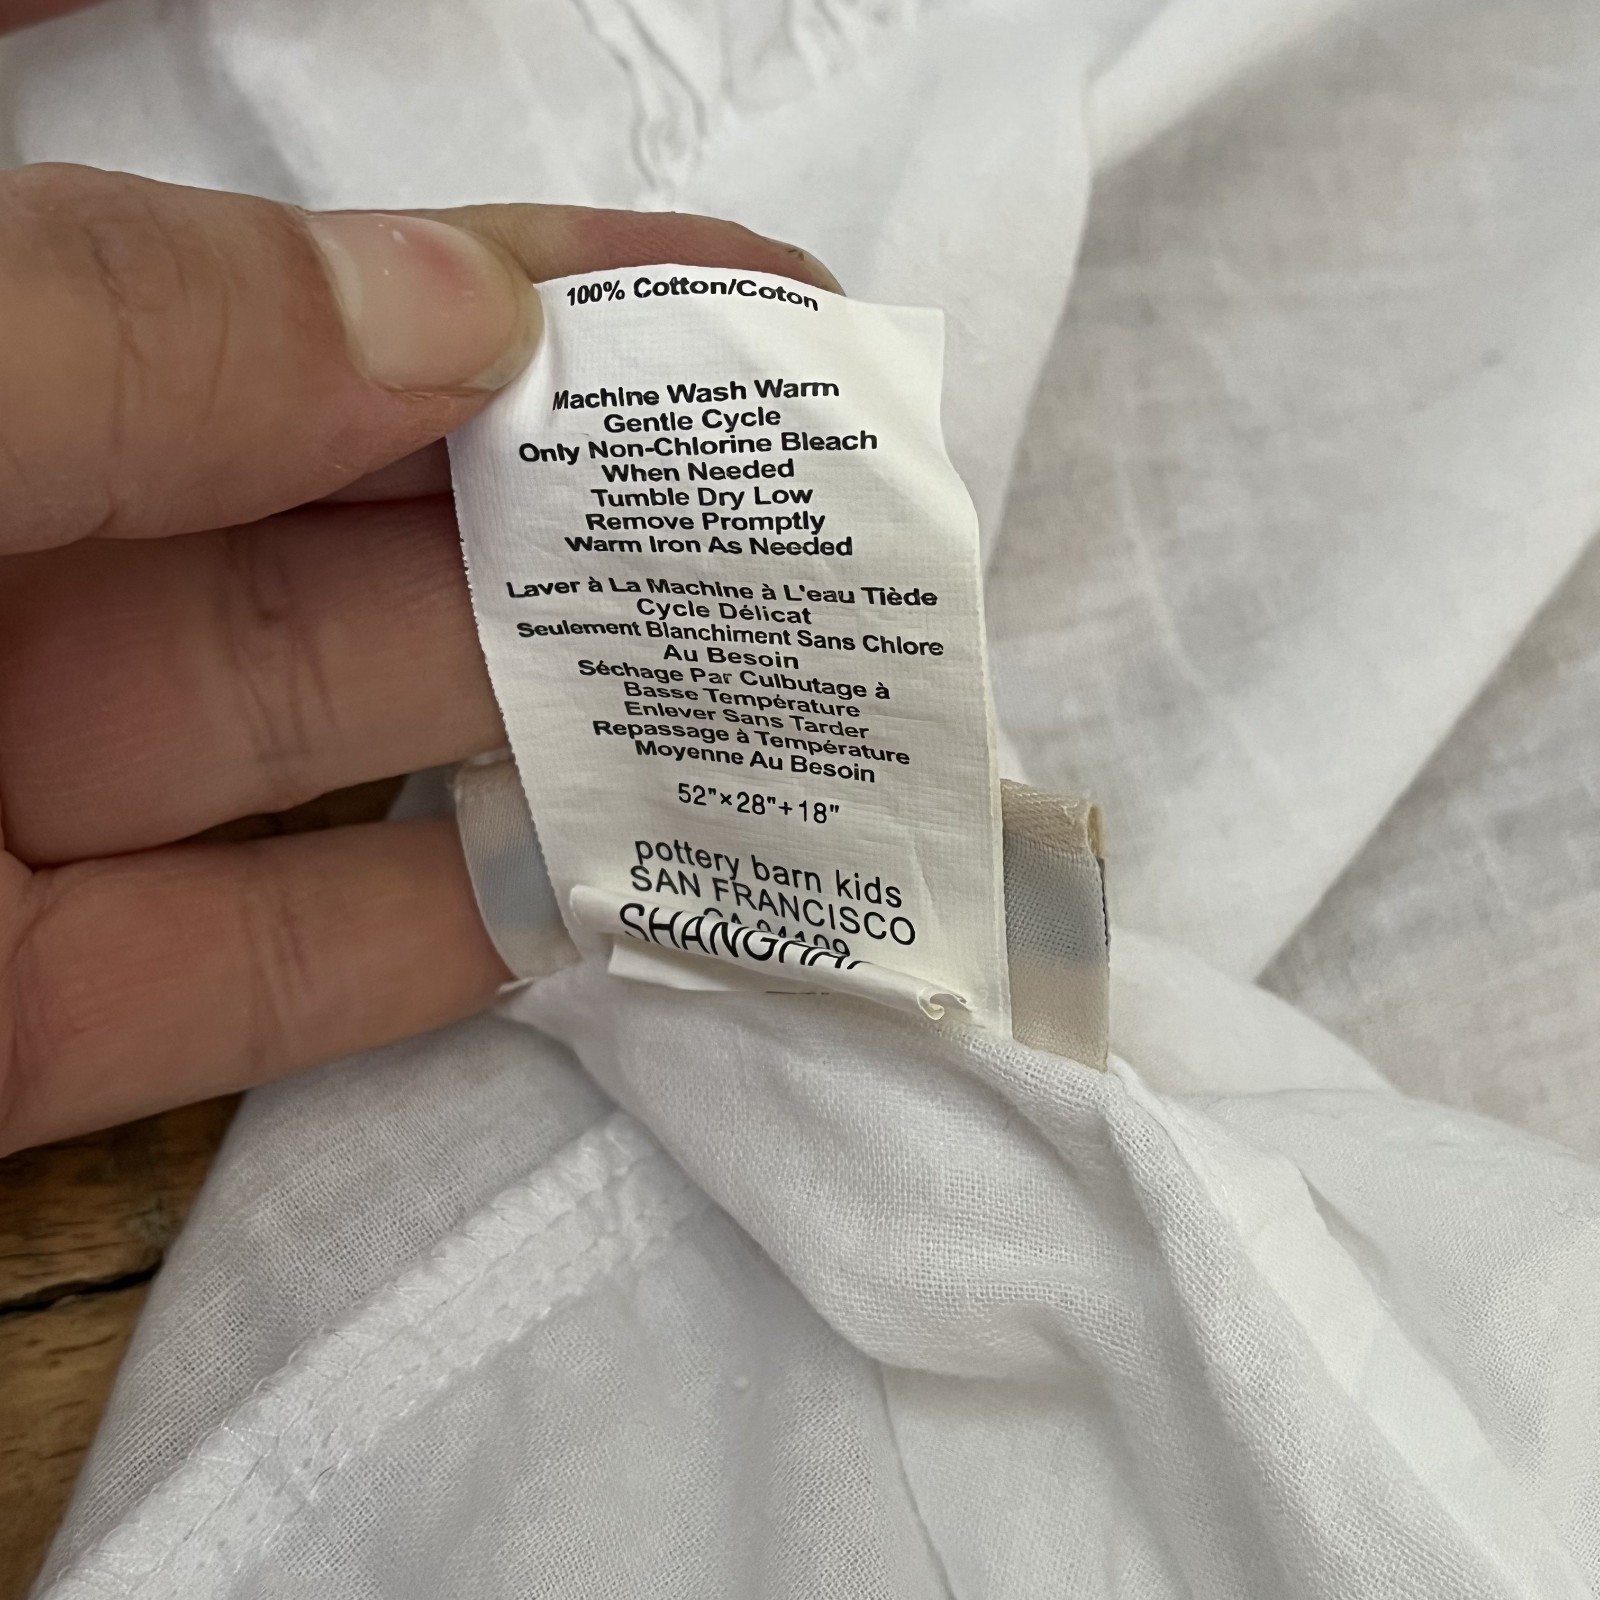 100% Cotton/Coton
Machine Wash Warm
Gentle Cycle
Only Non-Chlorine Bleach
When Needed
Tumble Dry Low
Remove Promptly
Warm Iron As Needed
Laver à La Machine à L'eau Tiède
Cycle Délicat
Seulement Blanchiment Sans Chlore
Au Besoin
Séchage Par Culbutage à
Basse Température
Enlever Sans Tarder
Repassage à Température
Moyenne Au Besoin
52"×28"+18"
pottery barn kids
SAN FRANCISCO